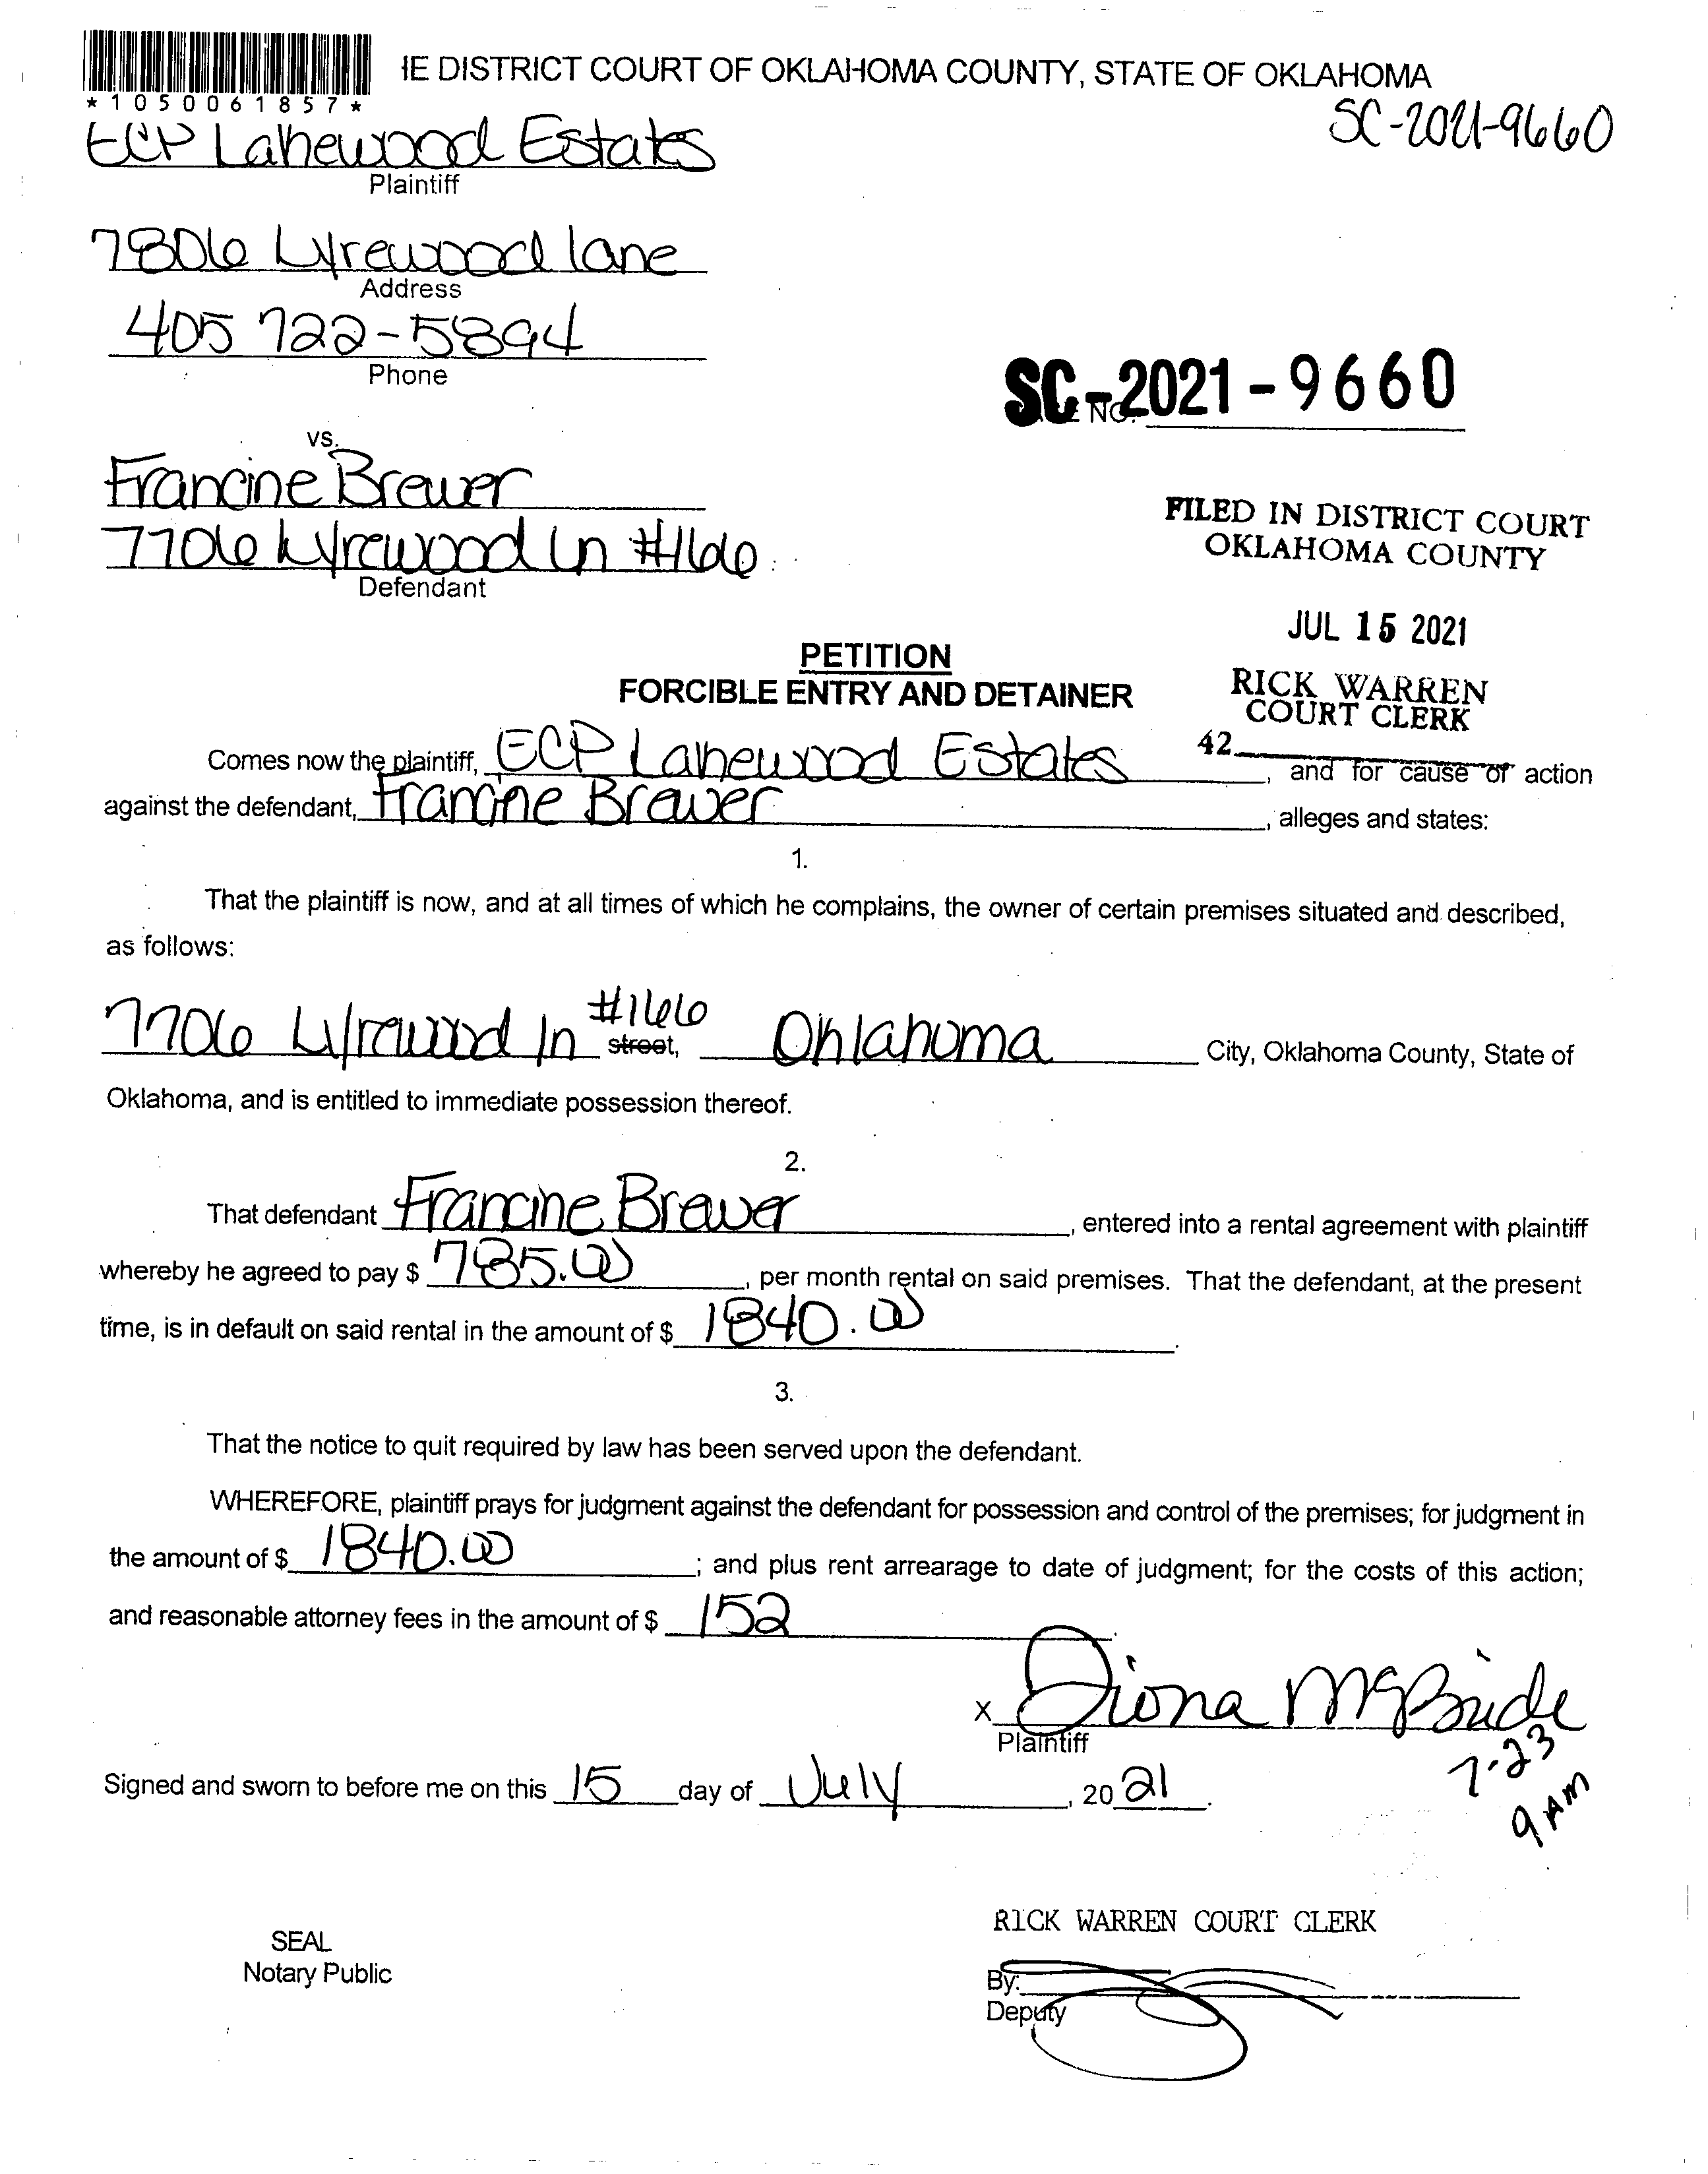 IE DISTRICT COURT OF OKLAHOMA COUNTY, STATE OF OKLAHOMA
*1050061857*
SC-2021-9660
ECP Lakewood Estates
Plaintiff
7806 Lyrewood lane
Address
405 722-5894
Phone
SC-2021-9660
NO.
vs.
Francine Brewer
7706 Lyrewood Ln #166
Defendant
FILED IN DISTRICT COURT
OKLAHOMA COUNTY
JUL 15 2021
RICK WARREN
COURT CLERK
42
PETITION
FORCIBLE ENTRY AND DETAINER
Comes now the plaintiff, ECP Lakewood Estates, and for cause of action
against the defendant, Francine Brewer, alleges and states:
1.
That the plaintiff is now, and at all times of which he complains, the owner of certain premises situated and described,
as follows:
7706 Lyrewood ln #166 street, Oklahoma City, Oklahoma County, State of
Oklahoma, and is entitled to immediate possession thereof.
2.
That defendant Francine Brewer, entered into a rental agreement with plaintiff
whereby he agreed to pay $ 785.00, per month rental on said premises. That the defendant, at the present
time, is in default on said rental in the amount of $ 1840.00.
3.
That the notice to quit required by law has been served upon the defendant.
WHEREFORE, plaintiff prays for judgment against the defendant for possession and control of the premises; for judgment in
the amount of $ 1840.00; and plus rent arrearage to date of judgment; for the costs of this action;
and reasonable attorney fees in the amount of $ 152.
X Diona McBride
Plaintiff
7-23
9 AM
Signed and sworn to before me on this 15 day of July, 2021.
RICK WARREN COURT CLERK
SEAL
Notary Public
By:
Deputy